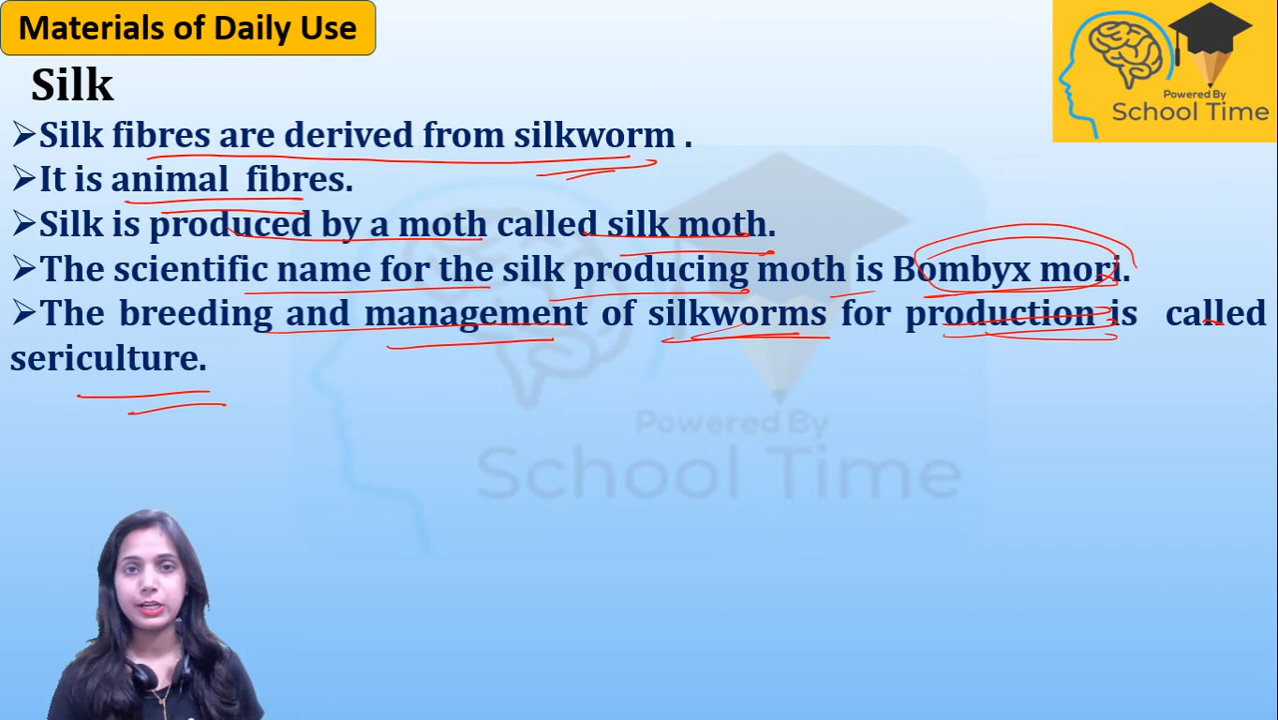 Materials of Daily Use
Silk
➢Silk fibres are derived from silkworm .
➢It is animal fibres.
➢Silk is produced by a moth called silk moth.
➢The scientific name for the silk producing moth is Bombyx mori.
➢The breeding and management of silkworms for production is called
sericulture.
Powered By
School Time
Powered By
School Time